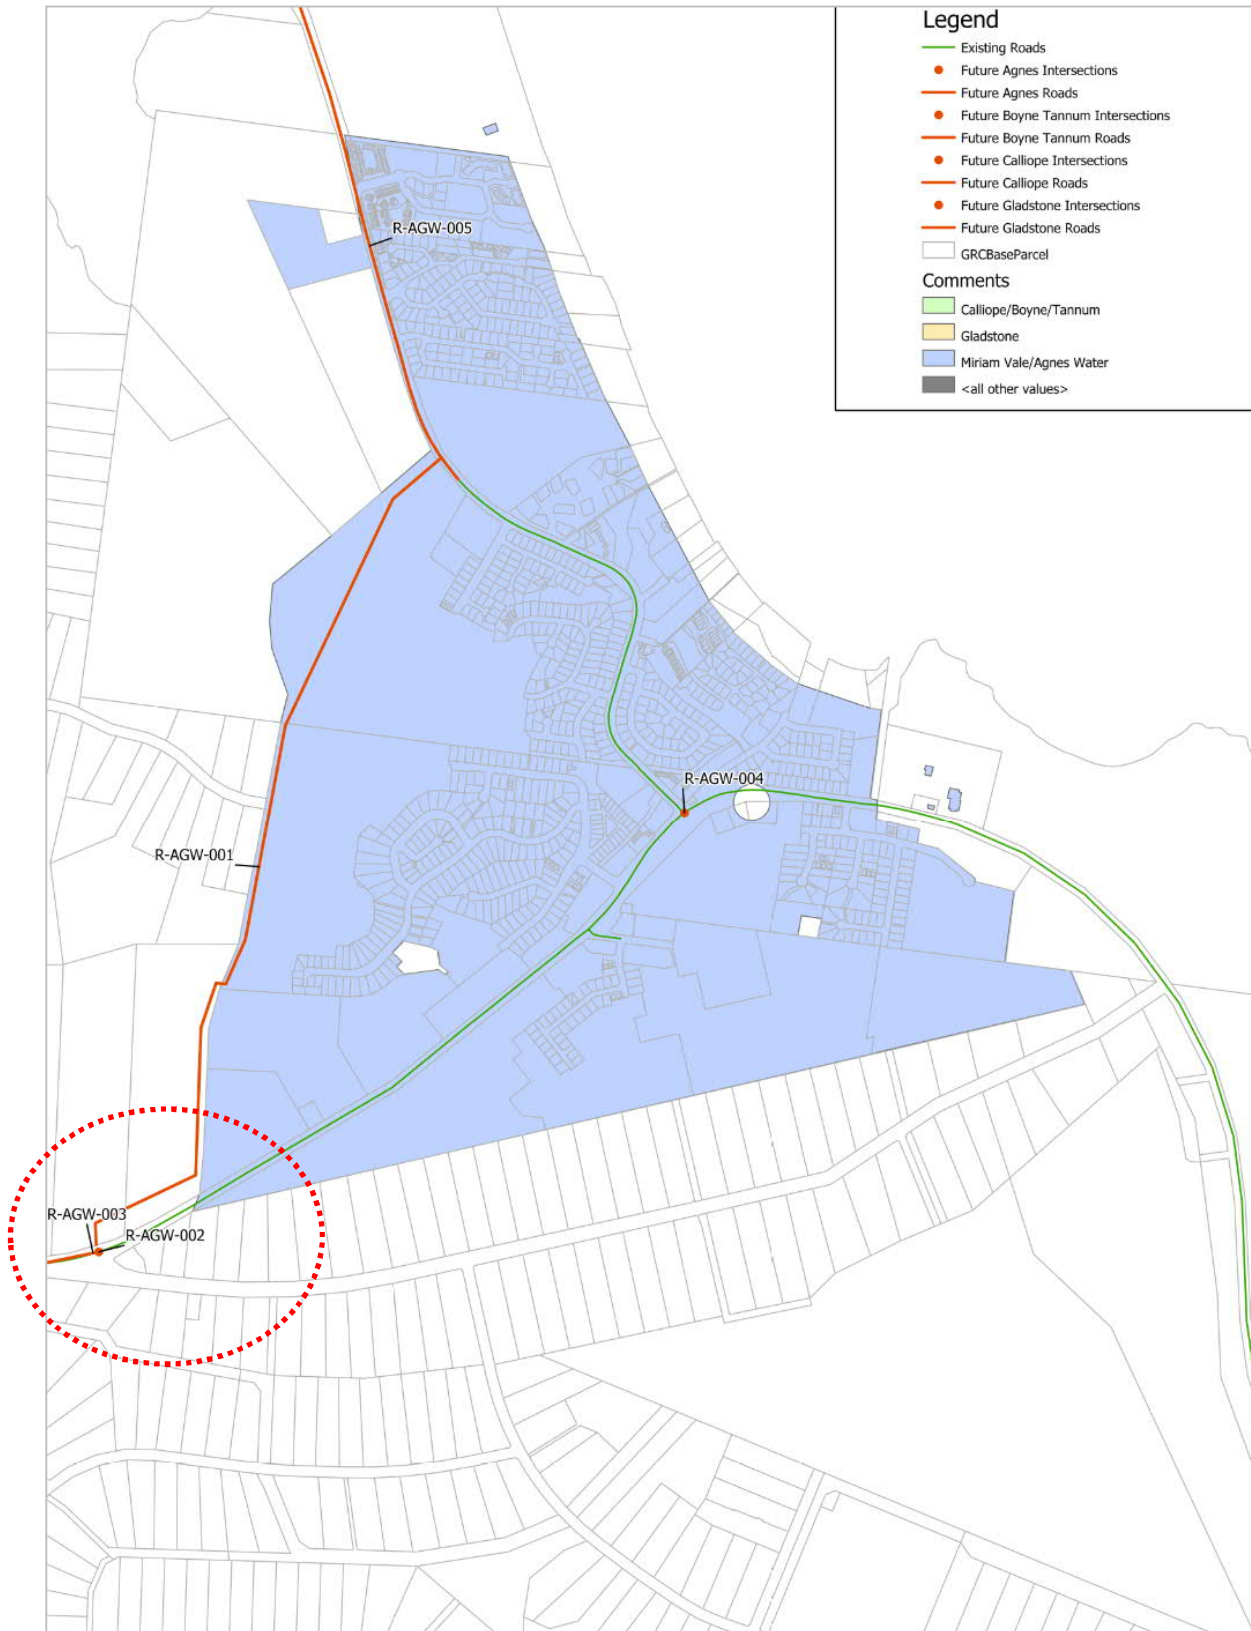 Legend
Existing Roads
Future Agnes Intersections
Future Agnes Roads
Future Boyne Tannum Intersections
Future Boyne Tannum Roads
Future Calliope Intersections
Future Calliope Roads
Future Gladstone Intersections
Future Gladstone Roads
GRCBaseParcel
Comments
Calliope/Boyne/Tannum
Gladstone
Miriam Vale/Agnes Water
<all other values>
R-AGW-005
R-AGW-004
R-AGW-001
R-AGW-003
R-AGW-002